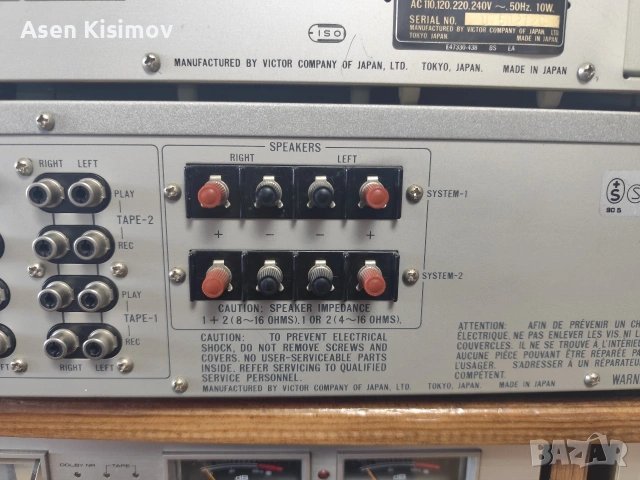 Asen Kisimov
AC 110.120.220.240V ~. 50Hz. 10W.
SERIAL NO.
MANUFACTURED BY VICTOR COMPANY OF JAPAN, LTD.
TOKYO JAPAN MADE IN JAPAN
E47330-43B SS EA
ISO
MANUFACTURED BY VICTOR COMPANY OF JAPAN, LTD. TOKYO, JAPAN. MADE IN JAPAN
SPEAKERS
RIGHT LEFT
RIGHT LEFT
PLAY
TAPE-2
REC
PLAY
TAPE-1
REC
RIGHT LEFT
SYSTEM-1
+ − − +
SYSTEM-2
CAUTION: SPEAKER IMPEDANCE
1 + 2 (8～16 OHMS), 1 OR 2 (4～16 OHMS).
CAUTION: TO PREVENT ELECTRICAL
SHOCK, DO NOT REMOVE SCREWS AND
COVERS. NO USER-SERVICEABLE PARTS
INSIDE. REFER SERVICING TO QUALIFIED
SERVICE PERSONNEL.
MANUFACTURED BY VICTOR COMPANY OF JAPAN, LTD. TOKYO, JAPAN. MADE IN JAPAN
ATTENTION: AFIN DE PRÉVENIR UN CH
ÉLECTRIQUE, NE PAS ENLEVER LES VIS, NI L
COUVERCLES. IL NE SE TROUVE À L'INTÉRIEUR
AUCUNE PIÈCE POUVANT ÊTRE RÉPARÉE PAR
L'USAGER. S'ADRESSER À UN RÉPARATEUR
COMPÉTENT.
WARN
S
DOLBY NR TAPE
BAZAR